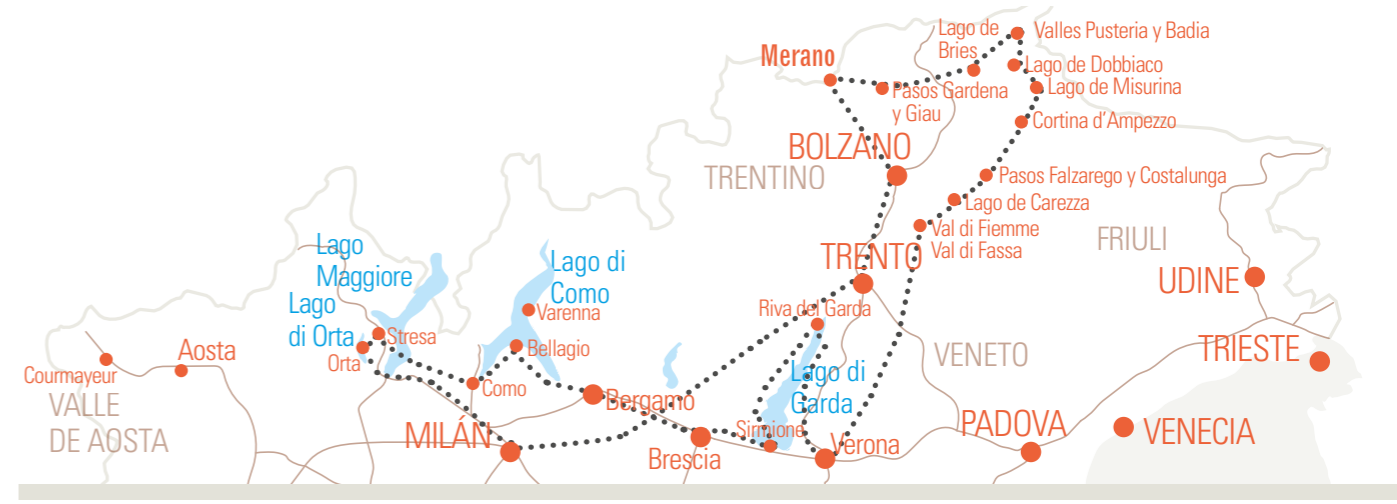 Lago de
Bries
Valles Pusteria y Badia
Merano
Lago de Dobbiaco
Pasos Gardena
y Giau
Lago de Misurina
Cortina d'Ampezzo
BOLZANO
TRENTINO
Pasos Falzarego y Costalunga
Lago de Carezza
Val di Fiemme
Val di Fassa
FRIULI
Lago
Maggiore
Lago di
Como
TRENTO
UDINE
Lago
di Orta
Varenna
Riva del Garda
Stresa
Orta
Bellagio
Aosta
Courmayeur
VENETO
TRIESTE
Lago di
Garda
Como
Bergamo
VALLE
DE AOSTA
MILÁN
Sirmione
Verona
PADOVA
VENECIA
Brescia